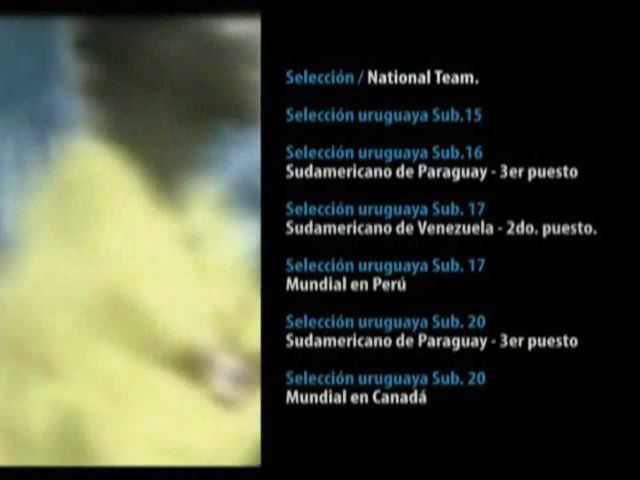 Selección / National Team.
Selección uruguaya Sub.15
Selección uruguaya Sub.16
Sudamericano de Paraguay - 3er puesto
Selección uruguaya Sub. 17
Sudamericano de Venezuela - 2do. puesto.
Selección uruguaya Sub. 17
Mundial en Perú
Selección uruguaya Sub. 20
Sudamericano de Paraguay - 3er puesto
Selección uruguaya Sub. 20
Mundial en Canadá